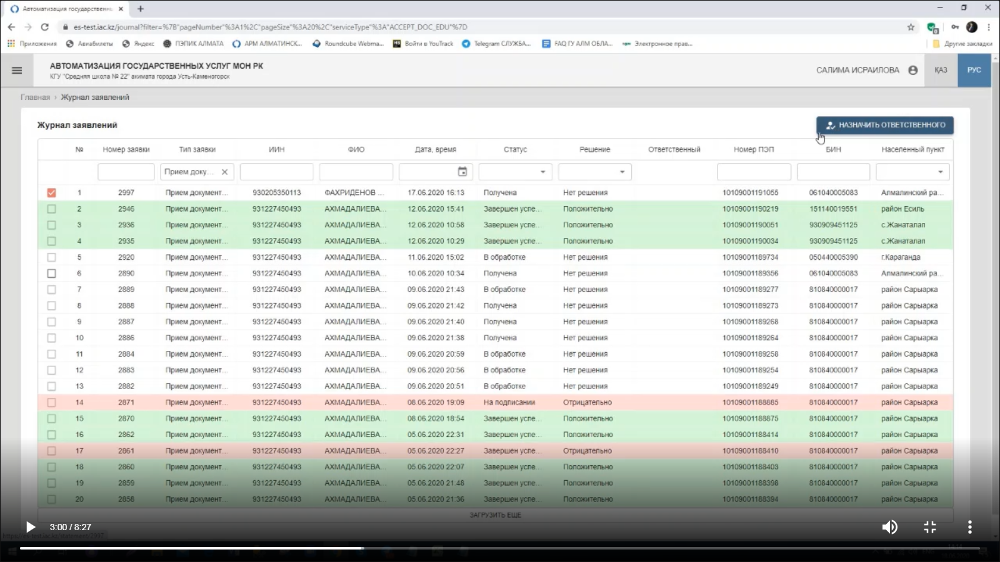 Автоматизация государственн
es-test.iac.kz/journal?filter=%7B"pageNumber"%3A1%2C"pageSize"%3A20%2C"serviceType"%3A"ACCEPT_DOC_EDU"%7D
Приложения Авиабилеты Яндекс ПЭПИК АЛМАТА АРМ АЛМАТИНСК... Roundcube Webma... Войти в YouTrack Telegram СЛУЖБА... FAQ ГУ АЛМ ОБЛА... Электронное прав... Другие закладки
АВТОМАТИЗАЦИЯ ГОСУДАРСТВЕННЫХ УСЛУГ МОН РК
КГУ "Средняя школа № 22" акимата города Усть-Каменогорск
САЛИМА ИСРАИЛОВА ҚАЗ РУС
Главная › Журнал заявлений
Журнал заявлений
НАЗНАЧИТЬ ОТВЕТСТВЕННОГО
№ Номер заявки Тип заявки ИИН ФИО Дата, время Статус Решение Ответственный Номер ПЭП БИН Населенный пункт
Прием доку...
1 2997 Прием документ... 930205350113 ФАХРИДЕНОВ ... 17.06.2020 16:13 Получена Нет решения 10109001191055 061040005083 Алмалинский ра...
2 2946 Прием документ... 931227450493 АХМАДАЛИЕВА... 12.06.2020 15:41 Завершен успе... Положительно 10109001190219 151140019551 район Есиль
3 2936 Прием документ... 931227450493 АХМАДАЛИЕВА... 12.06.2020 10:58 Завершен успе... Положительно 10109001190051 930909451125 с.Жанаталап
4 2935 Прием документ... 931227450493 АХМАДАЛИЕВА... 12.06.2020 10:29 Завершен успе... Положительно 10109001190034 930909451125 с.Жанаталап
5 2920 Прием документ... 931227450493 АХМАДАЛИЕВА... 11.06.2020 15:02 В обработке Нет решения 10109001189734 050440005390 г.Караганда
6 2890 Прием документ... 931227450493 АХМАДАЛИЕВА... 10.06.2020 10:34 Получена Нет решения 10109001189356 061040005083 Алмалинский ра...
7 2889 Прием документ... 931227450493 АХМАДАЛИЕВА... 09.06.2020 21:43 В обработке Нет решения 10109001189277 810840000017 район Сарыарка
8 2888 Прием документ... 931227450493 АХМАДАЛИЕВА... 09.06.2020 21:42 Получена Нет решения 10109001189273 810840000017 район Сарыарка
9 2887 Прием документ... 931227450493 АХМАДАЛИЕВА... 09.06.2020 21:40 Получена Нет решения 10109001189268 810840000017 район Сарыарка
10 2886 Прием документ... 931227450493 АХМАДАЛИЕВА... 09.06.2020 21:38 Получена Нет решения 10109001189264 810840000017 район Сарыарка
11 2884 Прием документ... 931227450493 АХМАДАЛИЕВА... 09.06.2020 20:59 В обработке Нет решения 10109001189258 810840000017 район Сарыарка
12 2883 Прием документ... 931227450493 АХМАДАЛИЕВА... 09.06.2020 20:56 В обработке Нет решения 10109001189254 810840000017 район Сарыарка
13 2882 Прием документ... 931227450493 АХМАДАЛИЕВА... 09.06.2020 20:51 В обработке Нет решения 10109001189249 810840000017 район Сарыарка
14 2871 Прием документ... 931227450493 АХМАДАЛИЕВА... 08.06.2020 19:09 На подписании Отрицательно 10109001188885 810840000017 район Сарыарка
15 2870 Прием документ... 931227450493 АХМАДАЛИЕВА... 08.06.2020 18:54 Завершен успе... Положительно 10109001188875 810840000017 район Сарыарка
16 2862 Прием документ... 931227450493 АХМАДАЛИЕВА... 05.06.2020 22:31 Завершен успе... Положительно 10109001188414 810840000017 район Сарыарка
17 2861 Прием документ... 931227450493 АХМАДАЛИЕВА... 05.06.2020 22:27 Завершен успе... Отрицательно 10109001188410 810840000017 район Сарыарка
18 2860 Прием документ... 931227450493 АХМАДАЛИЕВА... 05.06.2020 22:07 Завершен успе... Положительно 10109001188403 810840000017 район Сарыарка
19 2859 Прием документ... 931227450493 АХМАДАЛИЕВА... 05.06.2020 21:48 Завершен успе... Положительно 10109001188398 810840000017 район Сарыарка
20 2858 Прием документ... 931227450493 АХМАДАЛИЕВА... 05.06.2020 21:36 Завершен успе... Положительно 10109001188394 810840000017 район Сарыарка
ЗАГРУЗИТЬ ЕЩЕ
3:00 / 8:27
https://es-test.iac.kz/statement/2997